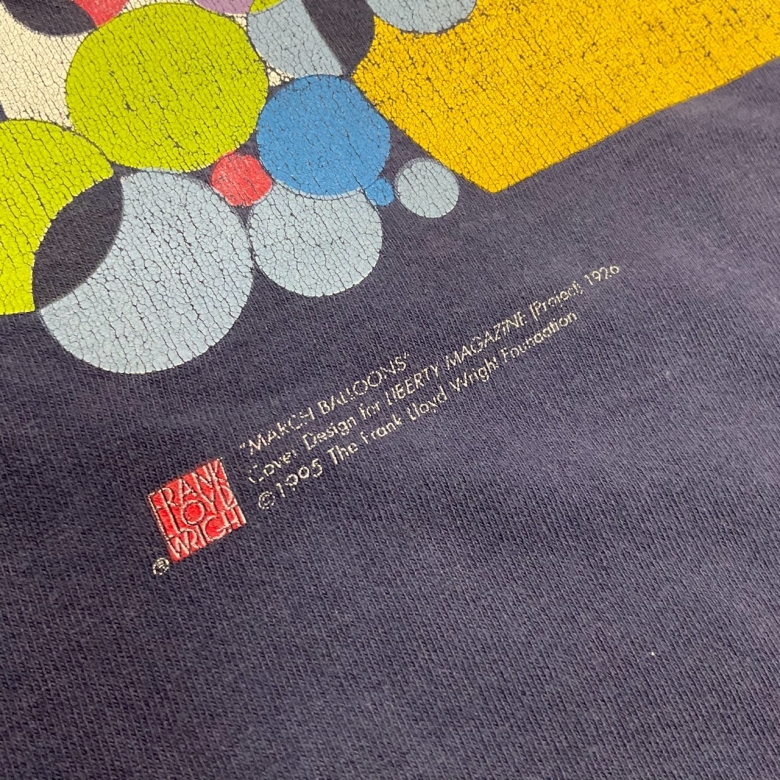 "MARCH BALLOONS"
Cover Design for LIBERTY MAGAZINE (Project) 1926
©1995 The Frank Lloyd Wright Foundation
FRANK
LLOYD
WRIGHT
®